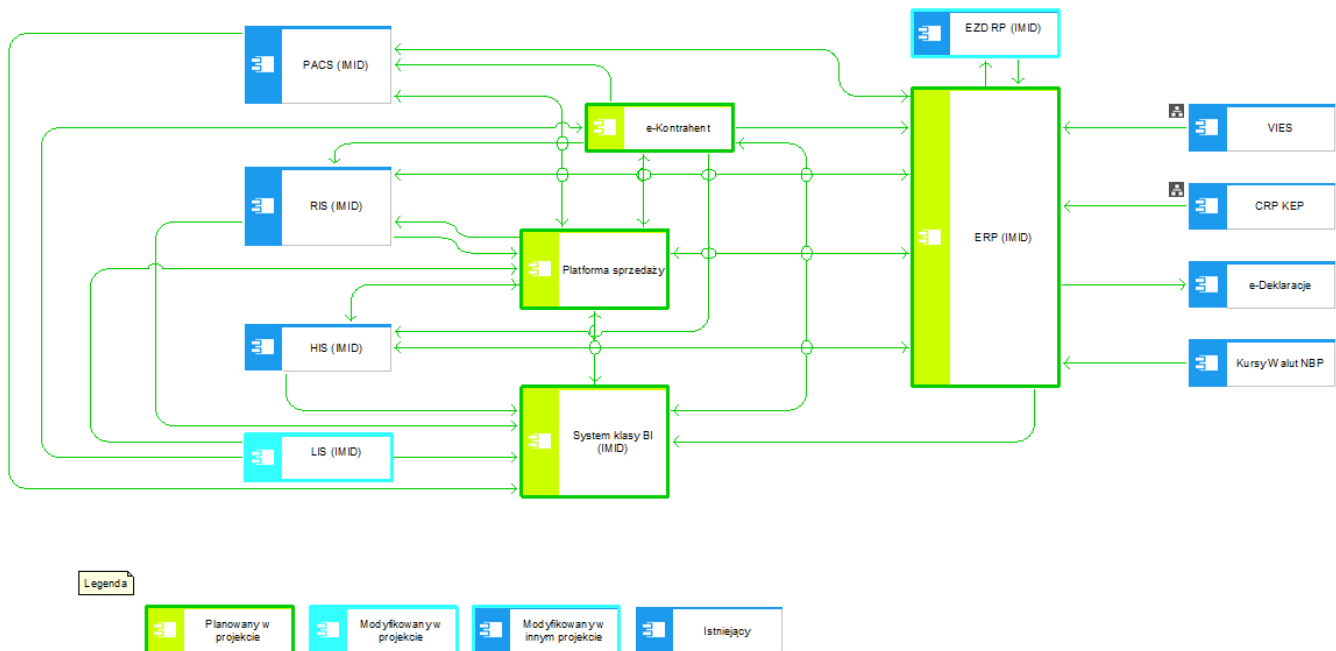 EZD RP (IMID)
PACS (IMID)
e-Kontrahent
VIES
RIS (IMID)
CRP KEP
ERP (IMID)
Platforma sprzedaży
e-Deklaracje
HIS (IMID)
Kursy Walut NBP
System klasy BI
(IMID)
LIS (IMID)
Legenda
Planowany w
projekcie
Modyfikowany w
projekcie
Modyfikowany w
innym projekcie
Istniejący